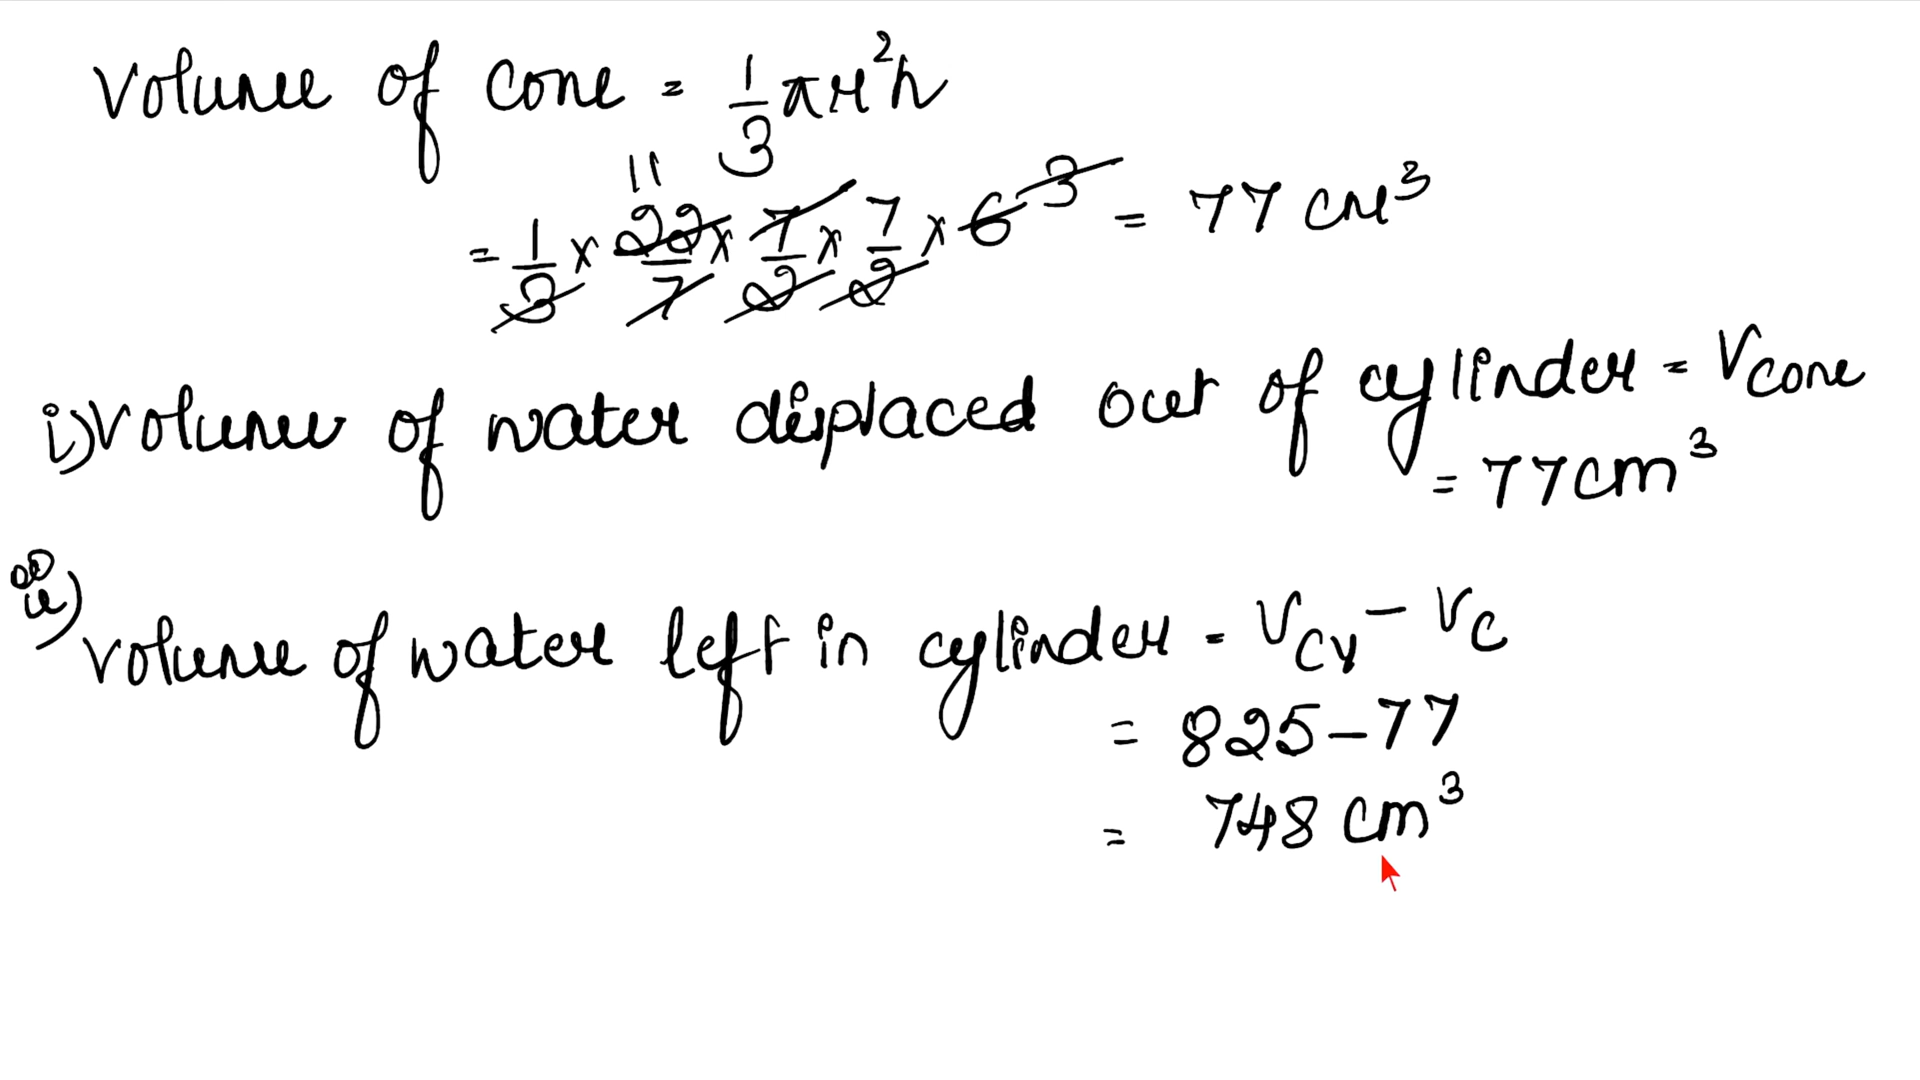 Volume of cone = 1/3 πr²h
11
= 1/3 × 22/7 × 7/2 × 7/2 × 6 3 = 77 cm³
i) Volume of water displaced out of cylinder = Vcone
= 77cm³
ii) Volume of water left in cylinder = Vcy - Vc
= 825-77
= 748 cm³